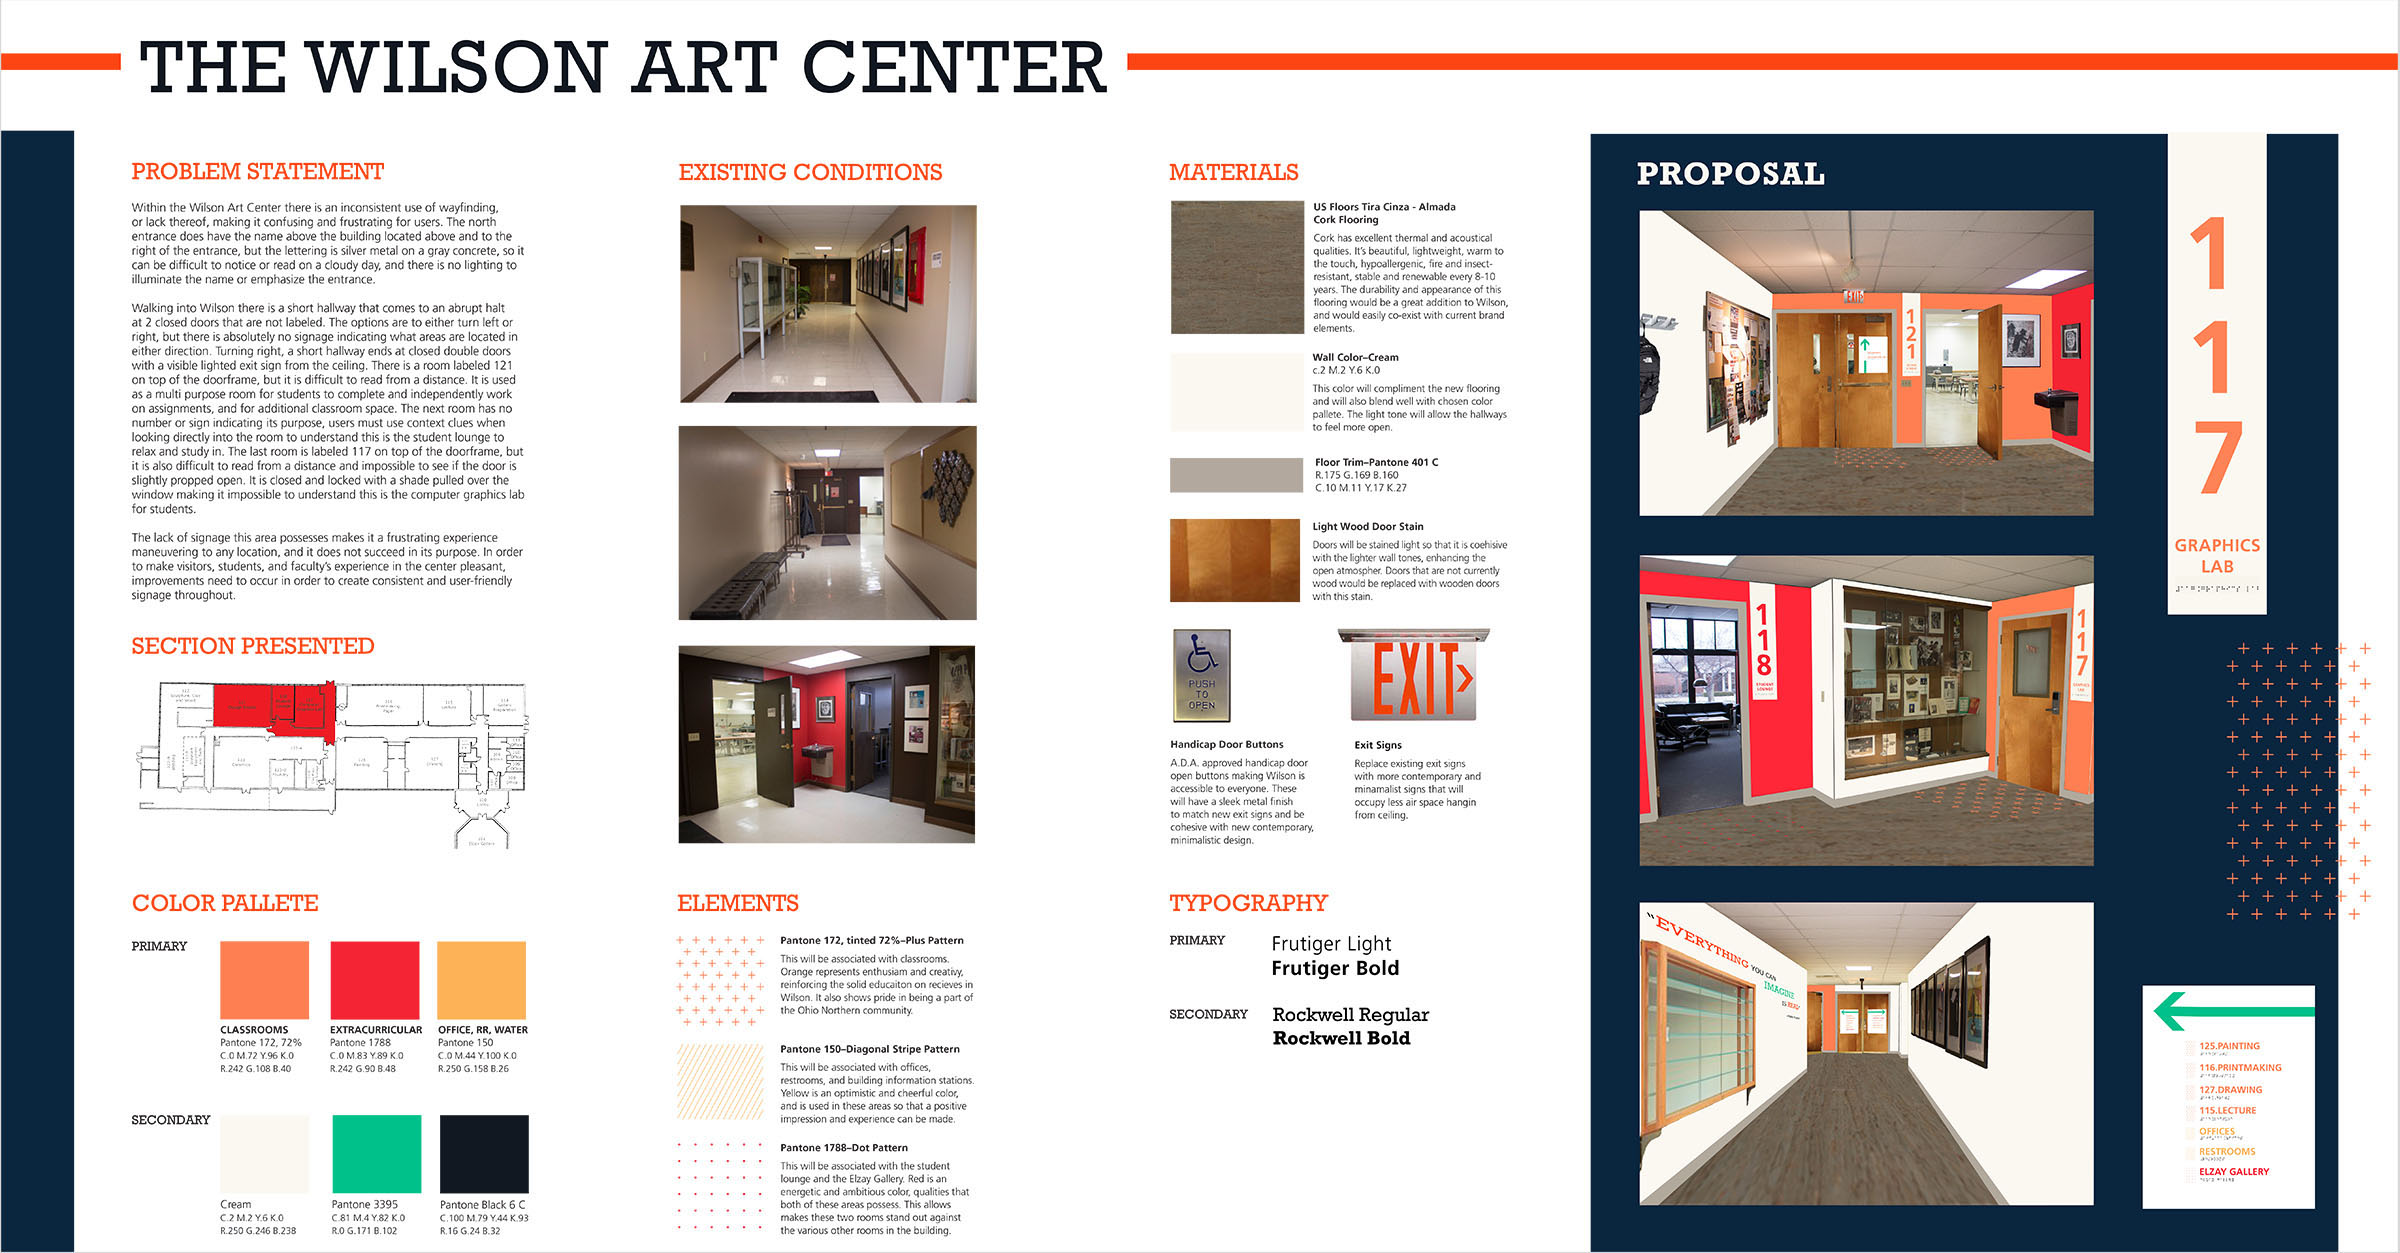 THE WILSON ART CENTER
PROBLEM STATEMENT
Within the Wilson Art Center there is an inconsistent use of wayfinding,
or lack thereof, making it confusing and frustrating for users. The north
entrance does have the name above the building located above and to the
right of the entrance, but the lettering is silver metal on a gray concrete, so it
can be difficult to notice or read on a cloudy day, and there is no lighting to
illuminate the name or emphasize the entrance.
Walking into Wilson there is a short hallway that comes to an abrupt halt
at 2 closed doors that are not labeled. The options are to either turn left or
right, but there is absolutely no signage indicating what areas are located in
either direction. Turning right, a short hallway ends at closed double doors
with a visible lighted exit sign from the ceiling. There is a room labeled 121
on top of the doorframe, but it is difficult to read from a distance. It is used
as a multi purpose room for students to complete and independently work
on assignments, and for additional classroom space. The next room has no
number or sign indicating its purpose, users must use context clues when
looking directly into the room to understand this is the student lounge to
relax and study in. The last room is labeled 117 on top of the doorframe, but
it is also difficult to read from a distance and impossible to see if the door is
slightly propped open. It is closed and locked with a shade pulled over the
window making it impossible to understand this is the computer graphics lab
for students.
The lack of signage this area possesses makes it a frustrating experience
maneuvering to any location, and it does not succeed in its purpose. In order
to make visitors, students, and faculty's experience in the center pleasant,
improvements need to occur in order to create consistent and user-friendly
signage throughout.
SECTION PRESENTED
COLOR PALLETE
PRIMARY
CLASSROOMS
Pantone 172, 72%
C.0 M.72 Y.96 K.0
R.242 G.108 B.40
EXTRACURRICULAR
Pantone 1788
C.0 M.83 Y.89 K.0
R.242 G.90 B.48
OFFICE, RR, WATER
Pantone 150
C.0 M.44 Y.100 K.0
R.250 G.158 B.26
SECONDARY
Cream
C.2 M.2 Y.6 K.0
R.250 G.246 B.238
Pantone 3395
C.81 M.4 Y.82 K.0
R.0 G.171 B.102
Pantone Black 6 C
C.100 M.79 Y.44 K.93
R.16 G.24 B.32
EXISTING CONDITIONS
ELEMENTS
Pantone 172, tinted 72%–Plus Pattern
This will be associated with classrooms.
Orange represents enthusiam and creativy,
reinforcing the solid educaiton on recieves in
Wilson. It also shows pride in being a part of
the Ohio Northern community.
Pantone 150–Diagonal Stripe Pattern
This will be associated with offices,
restrooms, and building information stations.
Yellow is an optimistic and cheerful color,
and is used in these areas so that a positive
impression and experience can be made.
Pantone 1788–Dot Pattern
This will be associated with the student
lounge and the Elzay Gallery. Red is an
energetic and ambitious color, qualities that
both of these areas possess. This allows
makes these two rooms stand out against
the various other rooms in the building.
MATERIALS
US Floors Tira Cinza - Almada
Cork Flooring
Cork has excellent thermal and acoustical
qualities. It's beautiful, lightweight, warm to
the touch, hypoallergenic, fire and insect-
resistant, stable and renewable every 8-10
years. The durability and appearance of this
flooring would be a great addition to Wilson,
and would easily co-exist with current brand
elements.
Wall Color–Cream
c.2 M.2 Y.6 K.0
This color will compliment the new flooring
and will also blend well with chosen color
pallete. The light tone will allow the hallways
to feel more open.
Floor Trim–Pantone 401 C
R.175 G.169 B.160
C.10 M.11 Y.17 K.27
Light Wood Door Stain
Doors will be stained light so that it is coehisive
with the lighter wall tones, enhancing the
open atmospher. Doors that are not currently
wood would be replaced with wooden doors
with this stain.
PUSH
TO
OPEN
EXIT
Handicap Door Buttons
A.D.A. approved handicap door
open buttons making Wilson is
accessible to everyone. These
will have a sleek metal finish
to match new exit signs and be
cohesive with new contemporary,
minimalistic design.
Exit Signs
Replace existing exit signs
with more contemporary and
minamalist signs that will
occupy less air space hangin
from ceiling.
TYPOGRAPHY
PRIMARY
Frutiger Light
Frutiger Bold
SECONDARY
Rockwell Regular
Rockwell Bold
PROPOSAL
EXIT
121
118
STUDENT
LOUNGE
117
"EVERYTHING YOU CAN
IMAGINE
IS REAL"
117
GRAPHICS
LAB
125.PAINTING
116.PRINTMAKING
127.DRAWING
115.LECTURE
OFFICES
RESTROOMS
ELZAY GALLERY